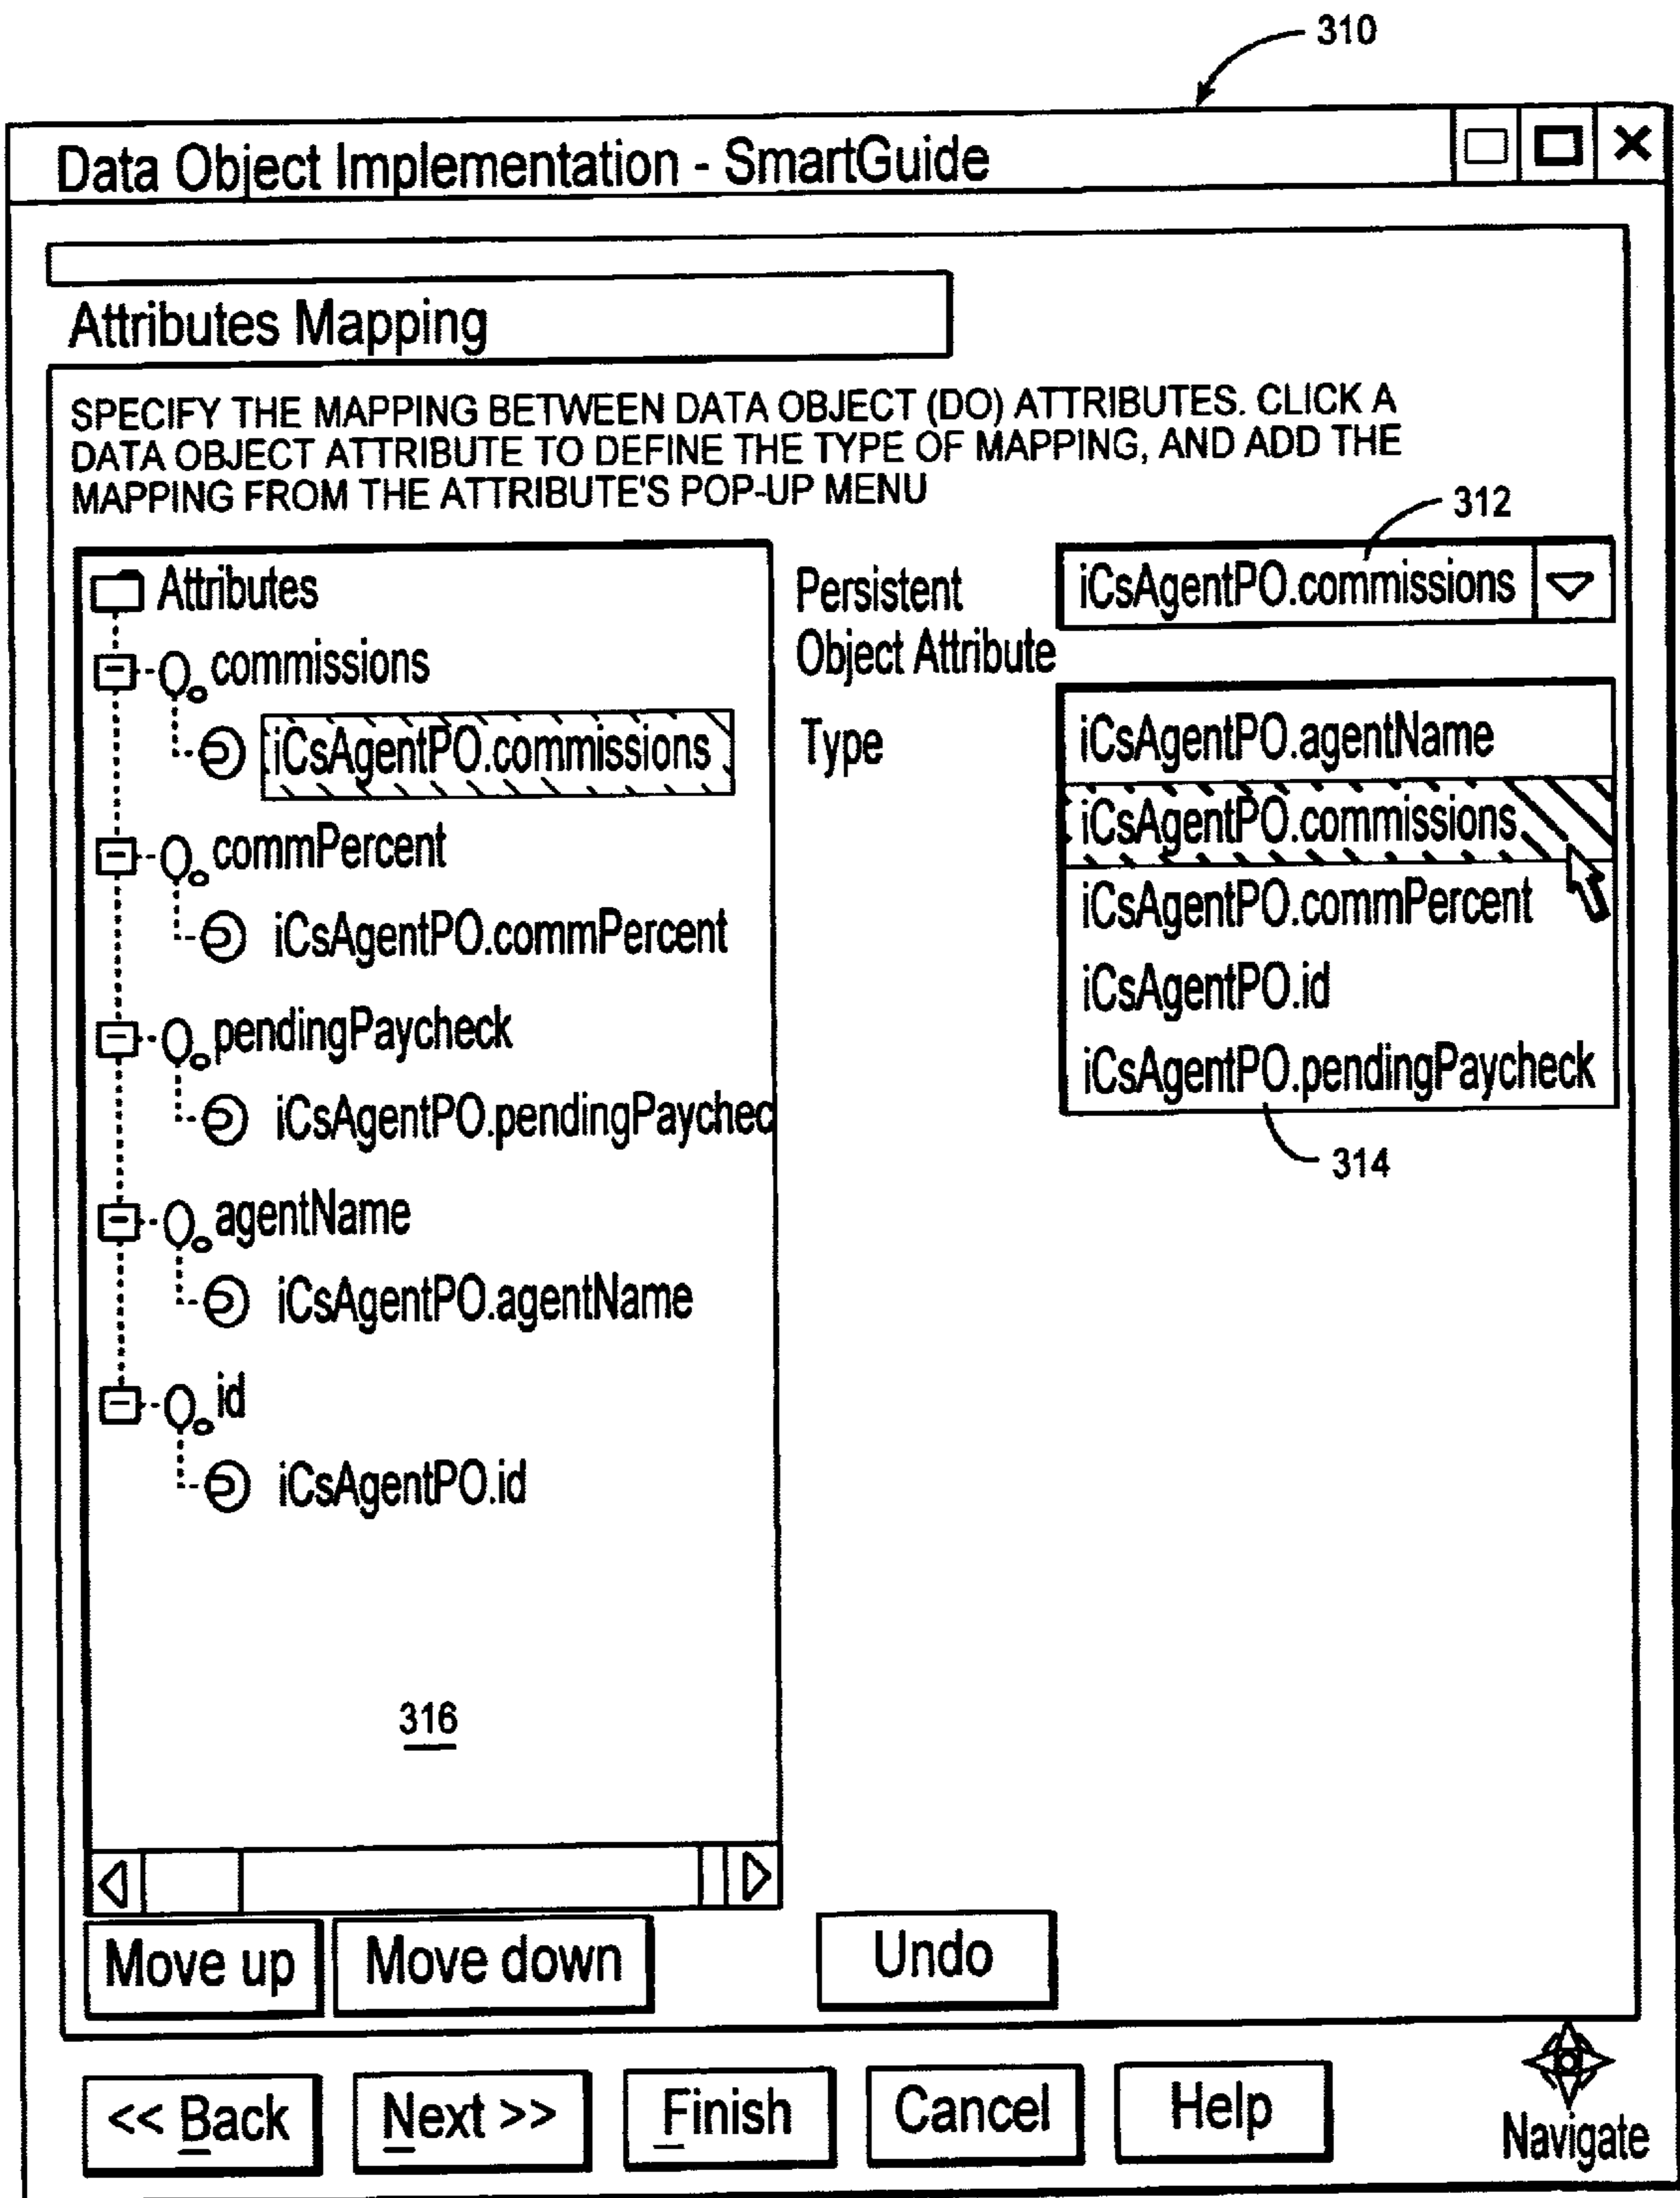 310
Data Object Implementation - SmartGuide
Attributes Mapping
SPECIFY THE MAPPING BETWEEN DATA OBJECT (DO) ATTRIBUTES. CLICK A
DATA OBJECT ATTRIBUTE TO DEFINE THE TYPE OF MAPPING, AND ADD THE
MAPPING FROM THE ATTRIBUTE'S POP-UP MENU
312
Attributes
commissions
iCsAgentPO.commissions
commPercent
iCsAgentPO.commPercent
pendingPaycheck
iCsAgentPO.pendingPaychec
agentName
iCsAgentPO.agentName
id
iCsAgentPO.id
316
Persistent
Object Attribute
iCsAgentPO.commissions
Type
iCsAgentPO.agentName
iCsAgentPO.commissions
iCsAgentPO.commPercent
iCsAgentPO.id
iCsAgentPO.pendingPaycheck
314
Move up Move down Undo
<< Back Next >> Finish Cancel Help
Navigate